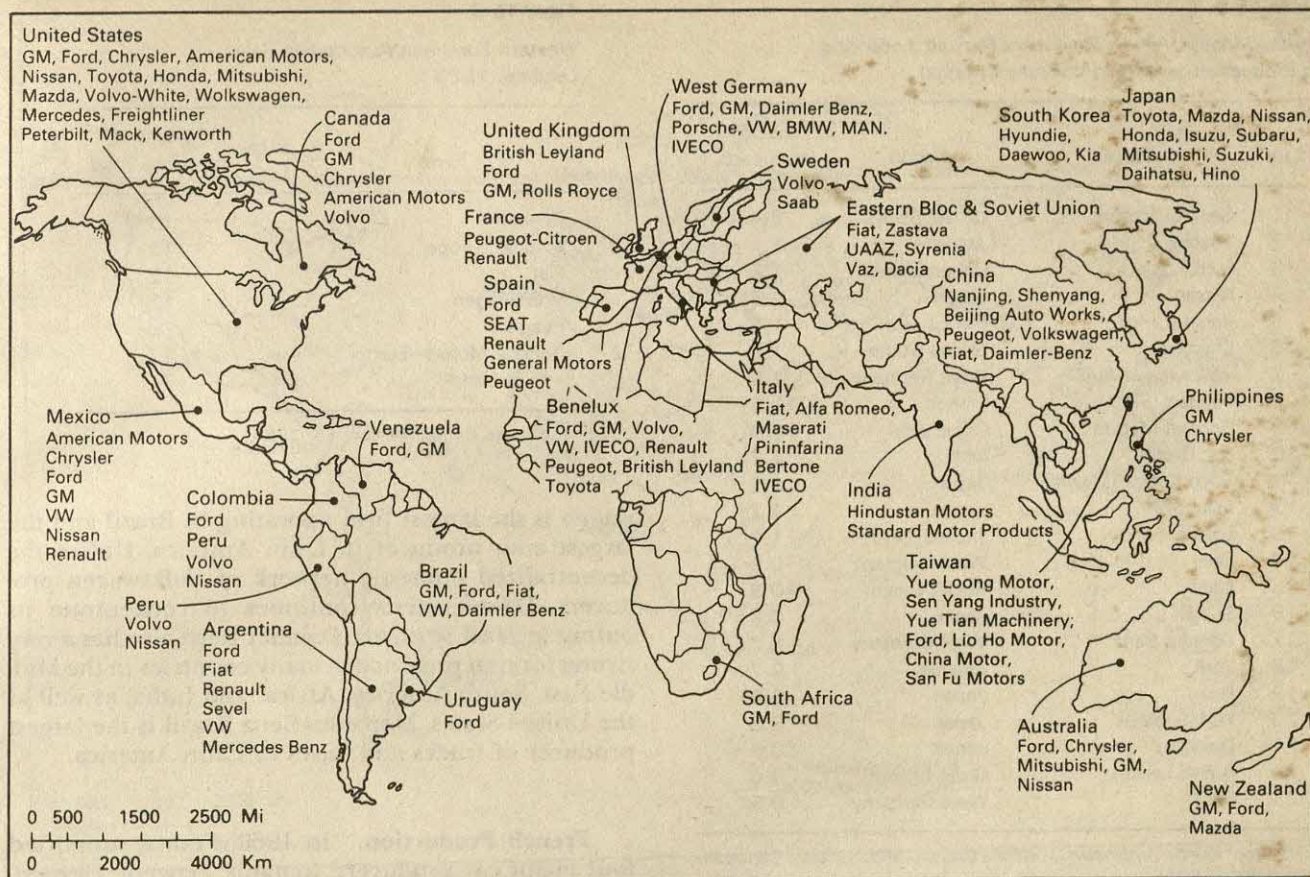 United States
GM, Ford, Chrysler, American Motors,
Nissan, Toyota, Honda, Mitsubishi,
Mazda, Volvo-White, Wolkswagen,
Mercedes, Freightliner
Peterbilt, Mack, Kenworth
Canada
Ford
GM
Chrysler
American Motors
Volvo
United Kingdom
British Leyland
Ford
GM, Rolls Royce
France
Peugeot-Citroen
Renault
Spain
Ford
SEAT
Renault
General Motors
Peugeot
West Germany
Ford, GM, Daimler Benz,
Porsche, VW, BMW, MAN.
IVECO
Sweden
Volvo
Saab
Eastern Bloc & Soviet Union
Fiat, Zastava
UAAZ, Syrenia
Vaz, Dacia
South Korea
Hyundie,
Daewoo, Kia
Japan
Toyota, Mazda, Nissan,
Honda, Isuzu, Subaru,
Mitsubishi, Suzuki,
Daihatsu, Hino
China
Nanjing, Shenyang,
Beijing Auto Works,
Peugeot, Volkswagen,
Fiat, Daimler-Benz
Mexico
American Motors
Chrysler
Ford
GM
VW
Nissan
Renault
Venezuela
Ford, GM
Colombia
Ford
Peru
Volvo
Nissan
Peru
Volvo
Nissan
Argentina
Ford
Fiat
Renault
Sevel
VW
Mercedes Benz
Brazil
GM, Ford, Fiat,
VW, Daimler Benz
Uruguay
Ford
Benelux
Ford, GM, Volvo,
VW, IVECO, Renault
Peugeot, British Leyland
Toyota
Italy
Fiat, Alfa Romeo,
Maserati
Pininfarina
Bertone
IVECO
India
Hindustan Motors
Standard Motor Products
Philippines
GM
Chrysler
Taiwan
Yue Loong Motor,
Sen Yang Industry,
Yue Tian Machinery;
Ford, Lio Ho Motor,
China Motor,
San Fu Motors
South Africa
GM, Ford
Australia
Ford, Chrysler,
Mitsubishi, GM,
Nissan
New Zealand
GM, Ford,
Mazda
0 500 1500 2500 Mi
0 2000 4000 Km